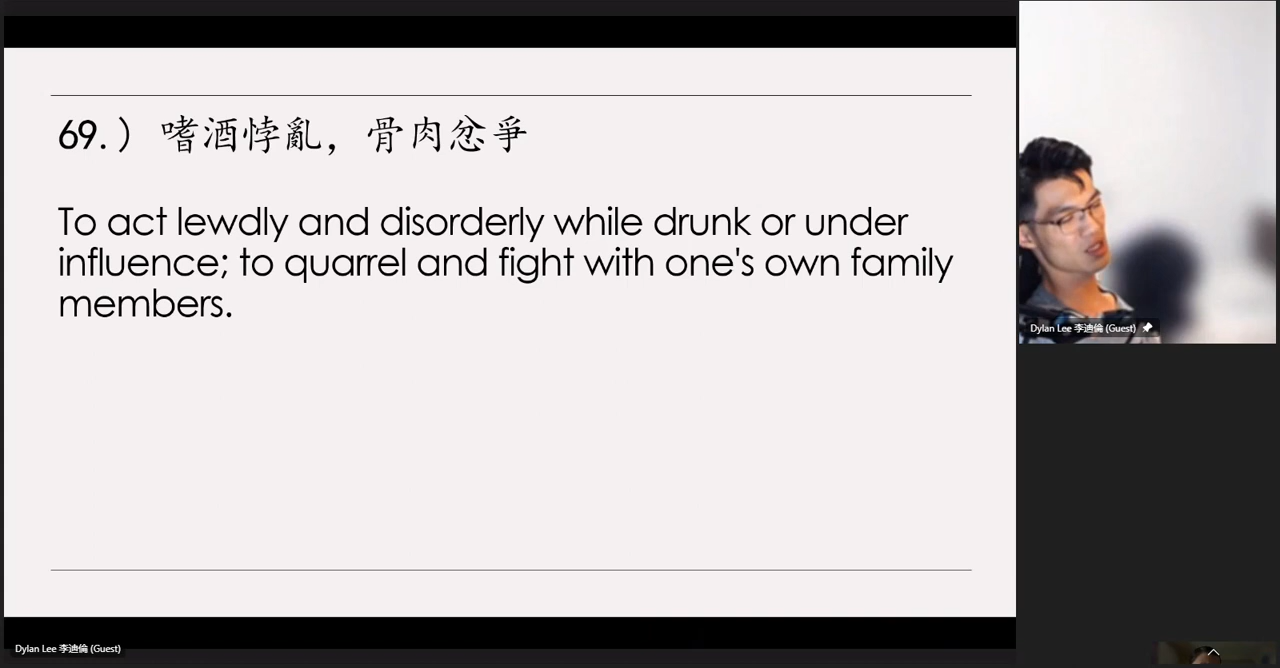 69.）嗜酒悖亂，骨肉忿爭
To act lewdly and disorderly while drunk or under
influence; to quarrel and fight with one's own family
members.
Dylan Lee 李迪倫 (Guest)
Dylan Lee 李迪倫 (Guest)